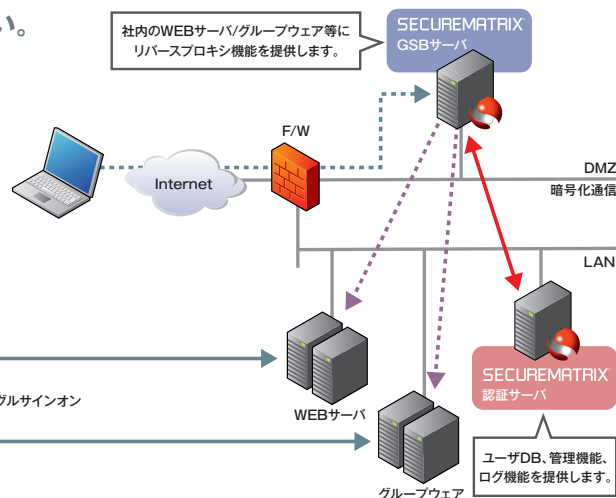 い。
社内のWEBサーバ/グループウェア等に
リバースプロキシ機能を提供します。
SECUREMATRIX
GSBサーバ
F/W
Internet
DMZ
暗号化通信
LAN
グルサインオン
WEBサーバ
グループウェア
SECUREMATRIX
認証サーバ
ユーザDB、管理機能、
ログ機能を提供します。